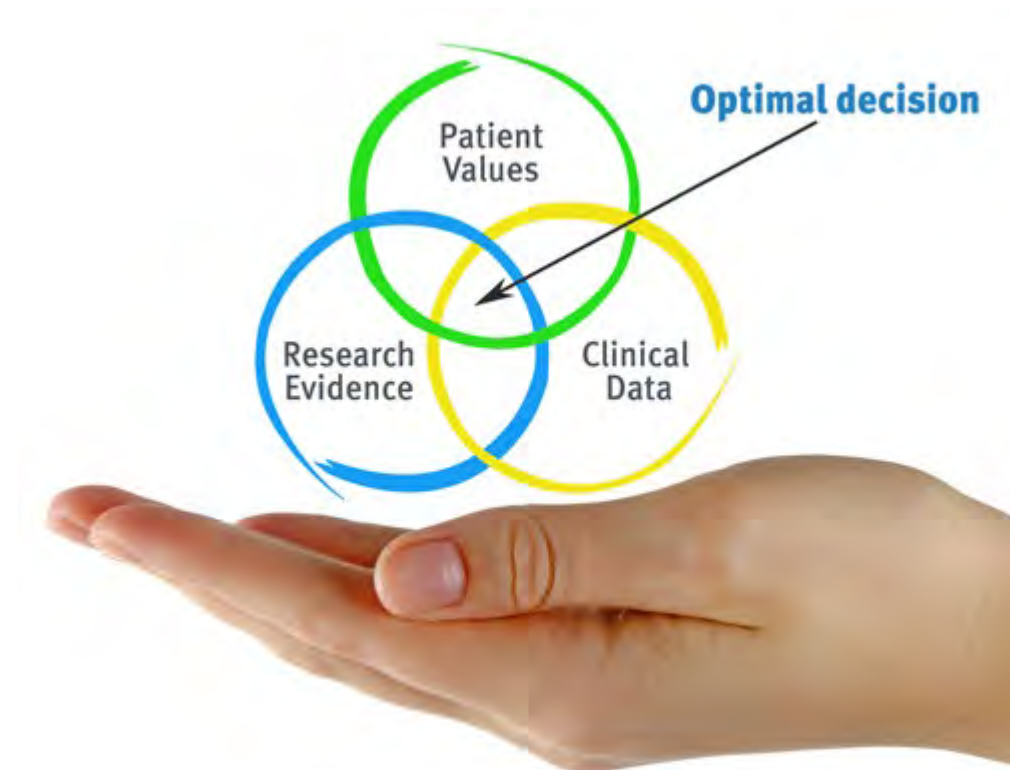 Optimal decision
Patient
Values
Research
Evidence
Clinical
Data